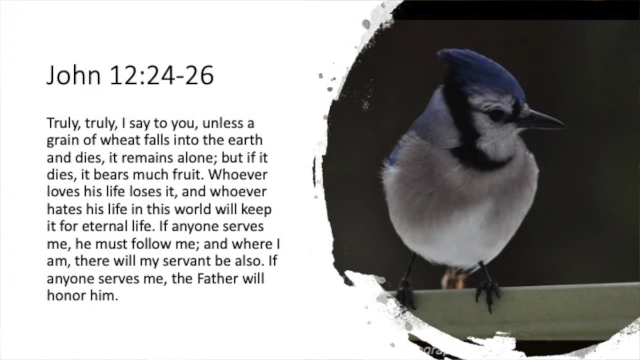 John 12:24-26
Truly, truly, I say to you, unless a
grain of wheat falls into the earth
and dies, it remains alone; but if it
dies, it bears much fruit. Whoever
loves his life loses it, and whoever
hates his life in this world will keep
it for eternal life. If anyone serves
me, he must follow me; and where I
am, there will my servant be also. If
anyone serves me, the Father will
honor him.